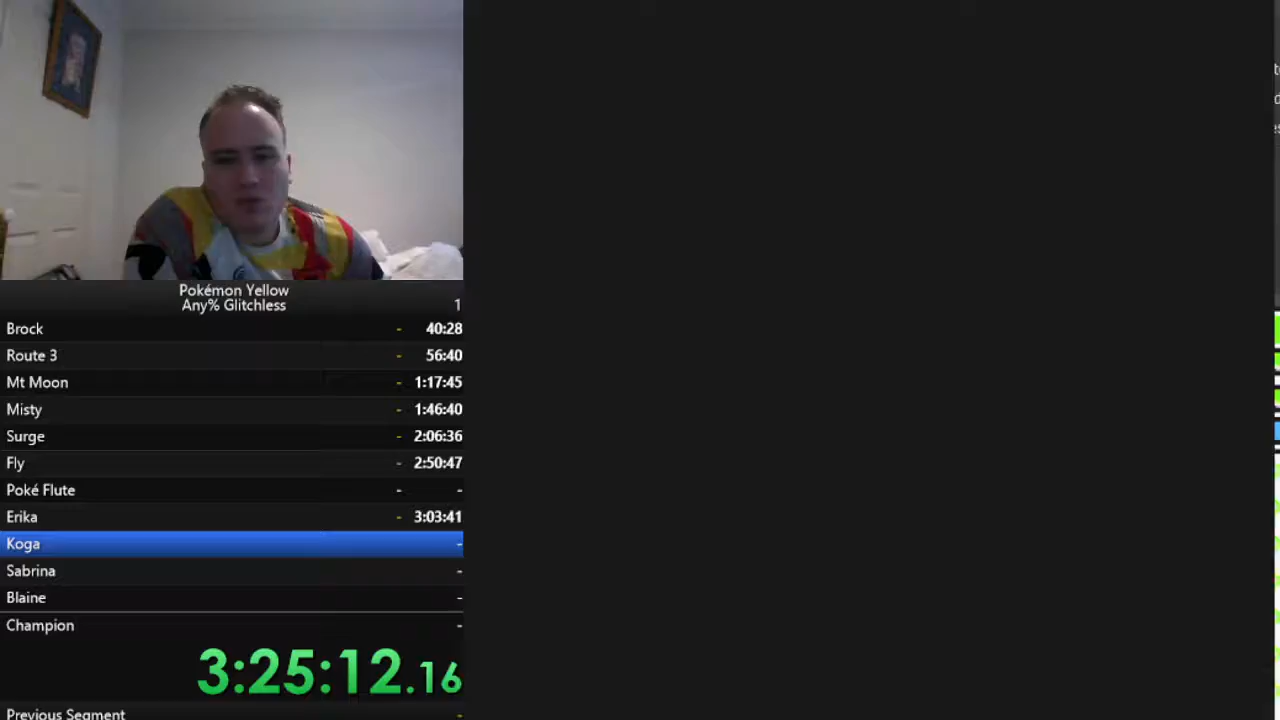 Pokémon Yellow
Any% Glitchless
1
Brock - 40:28
Route 3 - 56:40
Mt Moon - 1:17:45
Misty - 1:46:40
Surge - 2:06:36
Fly - 2:50:47
Poké Flute - -
Erika - 3:03:41
Koga -
Sabrina -
Blaine -
Champion -
3:25:12.16
Previous Segment -